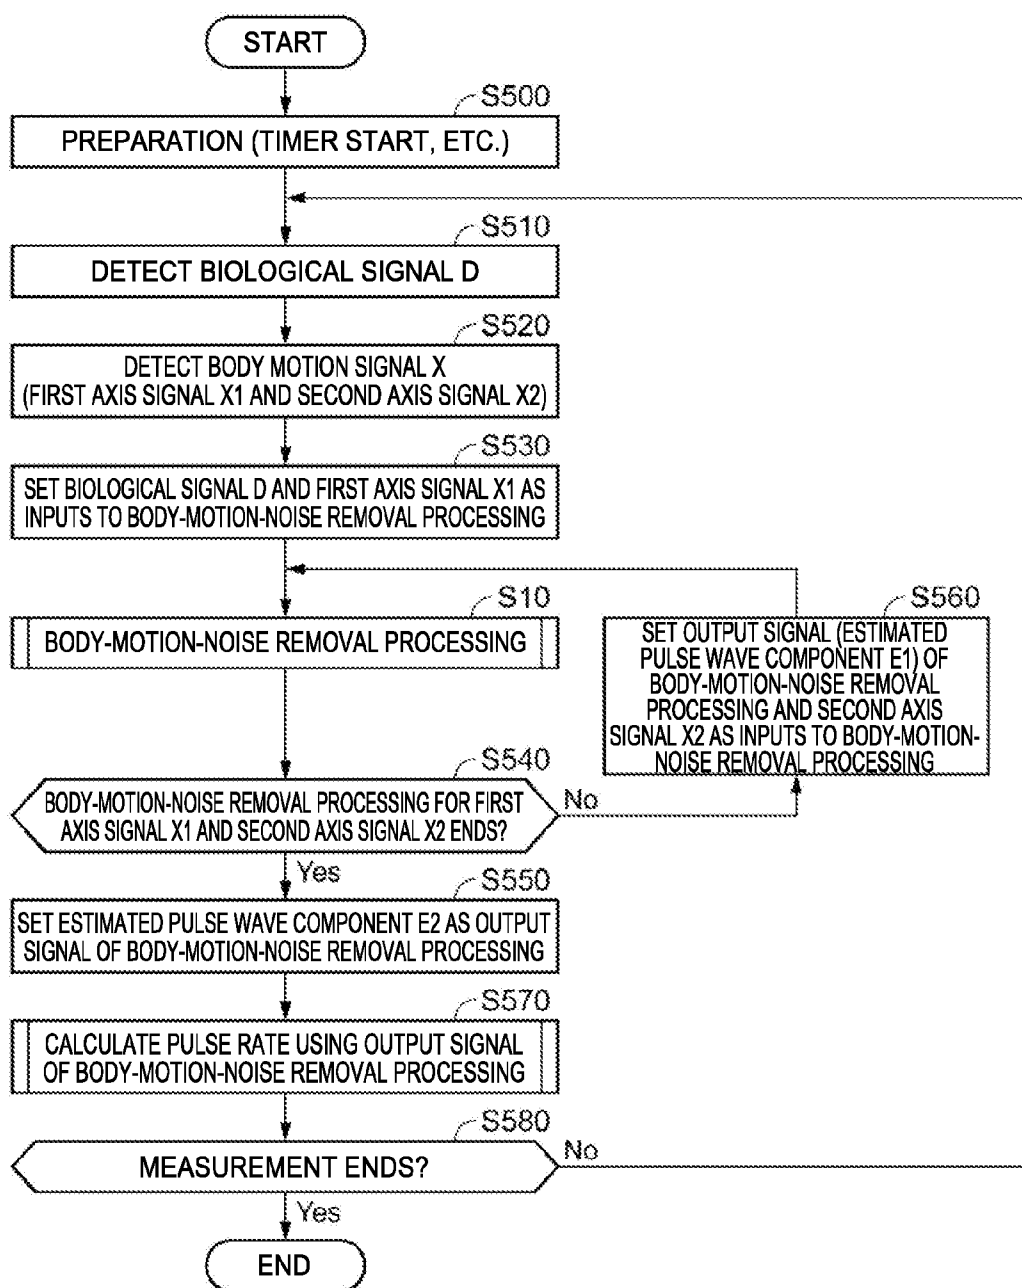 START
S500
PREPARATION (TIMER START, ETC.)
S510
DETECT BIOLOGICAL SIGNAL D
S520
DETECT BODY MOTION SIGNAL X
(FIRST AXIS SIGNAL X1 AND SECOND AXIS SIGNAL X2)
S530
SET BIOLOGICAL SIGNAL D AND FIRST AXIS SIGNAL X1 AS
INPUTS TO BODY-MOTION-NOISE REMOVAL PROCESSING
S10
BODY-MOTION-NOISE REMOVAL PROCESSING
S560
SET OUTPUT SIGNAL (ESTIMATED
PULSE WAVE COMPONENT E1) OF
BODY-MOTION-NOISE REMOVAL
PROCESSING AND SECOND AXIS
SIGNAL X2 AS INPUTS TO BODY-MOTION-
NOISE REMOVAL PROCESSING
S540
BODY-MOTION-NOISE REMOVAL PROCESSING FOR FIRST
AXIS SIGNAL X1 AND SECOND AXIS SIGNAL X2 ENDS?
No
Yes
S550
SET ESTIMATED PULSE WAVE COMPONENT E2 AS OUTPUT
SIGNAL OF BODY-MOTION-NOISE REMOVAL PROCESSING
S570
CALCULATE PULSE RATE USING OUTPUT SIGNAL
OF BODY-MOTION-NOISE REMOVAL PROCESSING
S580
MEASUREMENT ENDS?
No
Yes
END